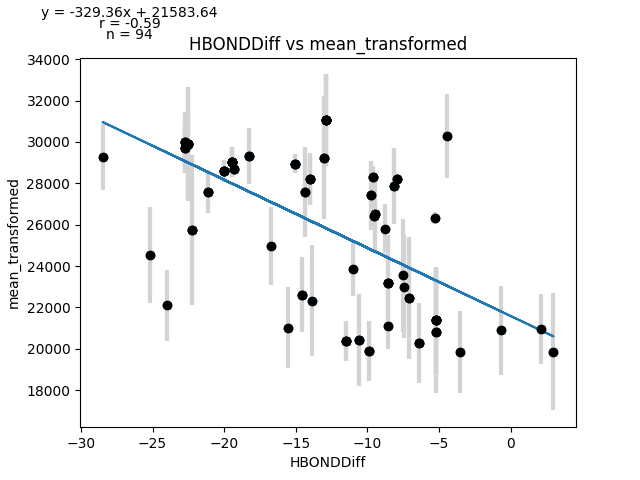 y = -329.36x + 21583.64
r = -0.59
n = 94
HBONDDiff vs mean_transformed
34000
32000
30000
28000
26000
24000
22000
20000
18000
mean_transformed
−30
−25
−20
−15
−10
−5
0
HBONDDiff